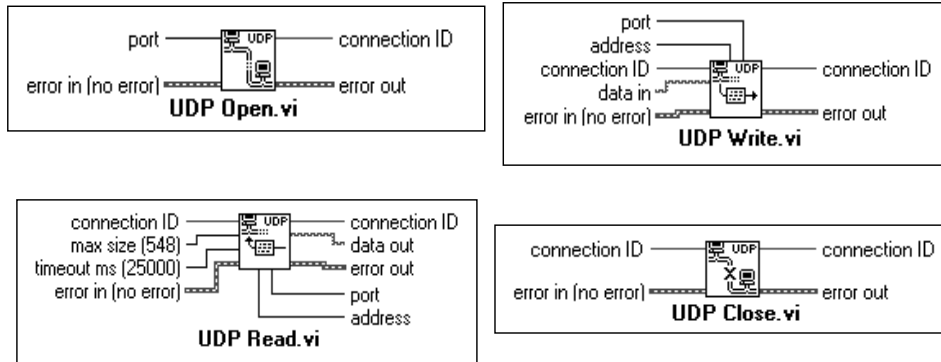 port
UDP
connection ID
error in (no error)
error out
UDP Open.vi
port
address
connection ID
UDP
connection ID
data in
error in (no error)
error out
UDP Write.vi
connection ID
UDP
connection ID
max size (548)
data out
timeout ms (25000)
error out
error in (no error)
port
address
UDP Read.vi
connection ID
UDP
connection ID
error in (no error)
error out
UDP Close.vi